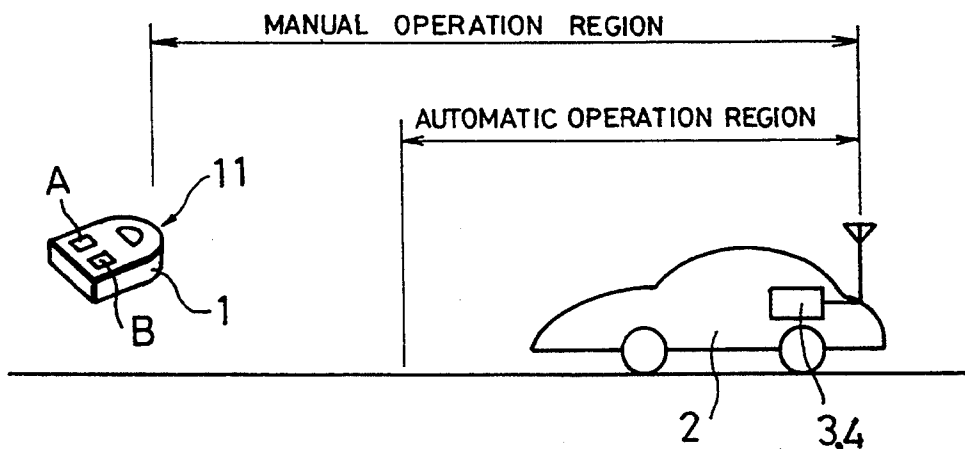 MANUAL OPERATION REGION
AUTOMATIC OPERATION REGION
A
11
B
1
2
3,4